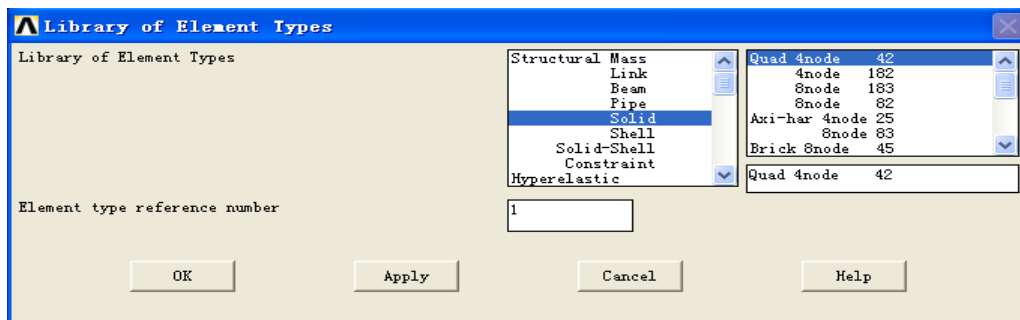 Library of Element Types
Library of Element Types
Structural Mass
Link
Beam
Pipe
Solid
Shell
Solid-Shell
Constraint
Hyperelastic
Quad 4node 42
4node 182
8node 183
8node 82
Axi-har 4node 25
8node 83
Brick 8node 45
Quad 4node 42
Element type reference number
1
OK Apply Cancel Help